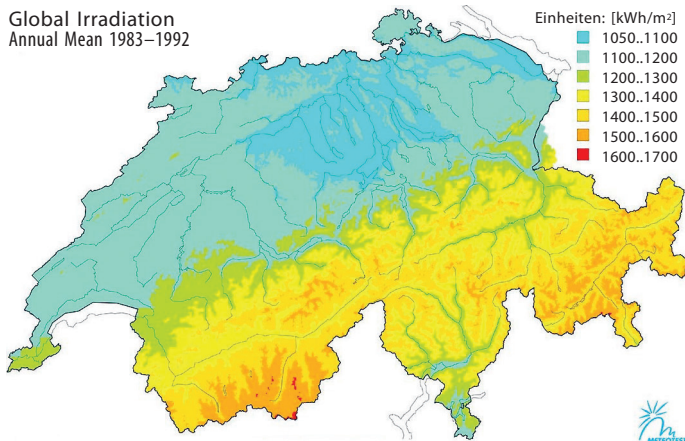 Global Irradiation
Annual Mean 1983–1992
Einheiten: [kWh/m²]
1050..1100
1100..1200
1200..1300
1300..1400
1400..1500
1500..1600
1600..1700
METEOTEST